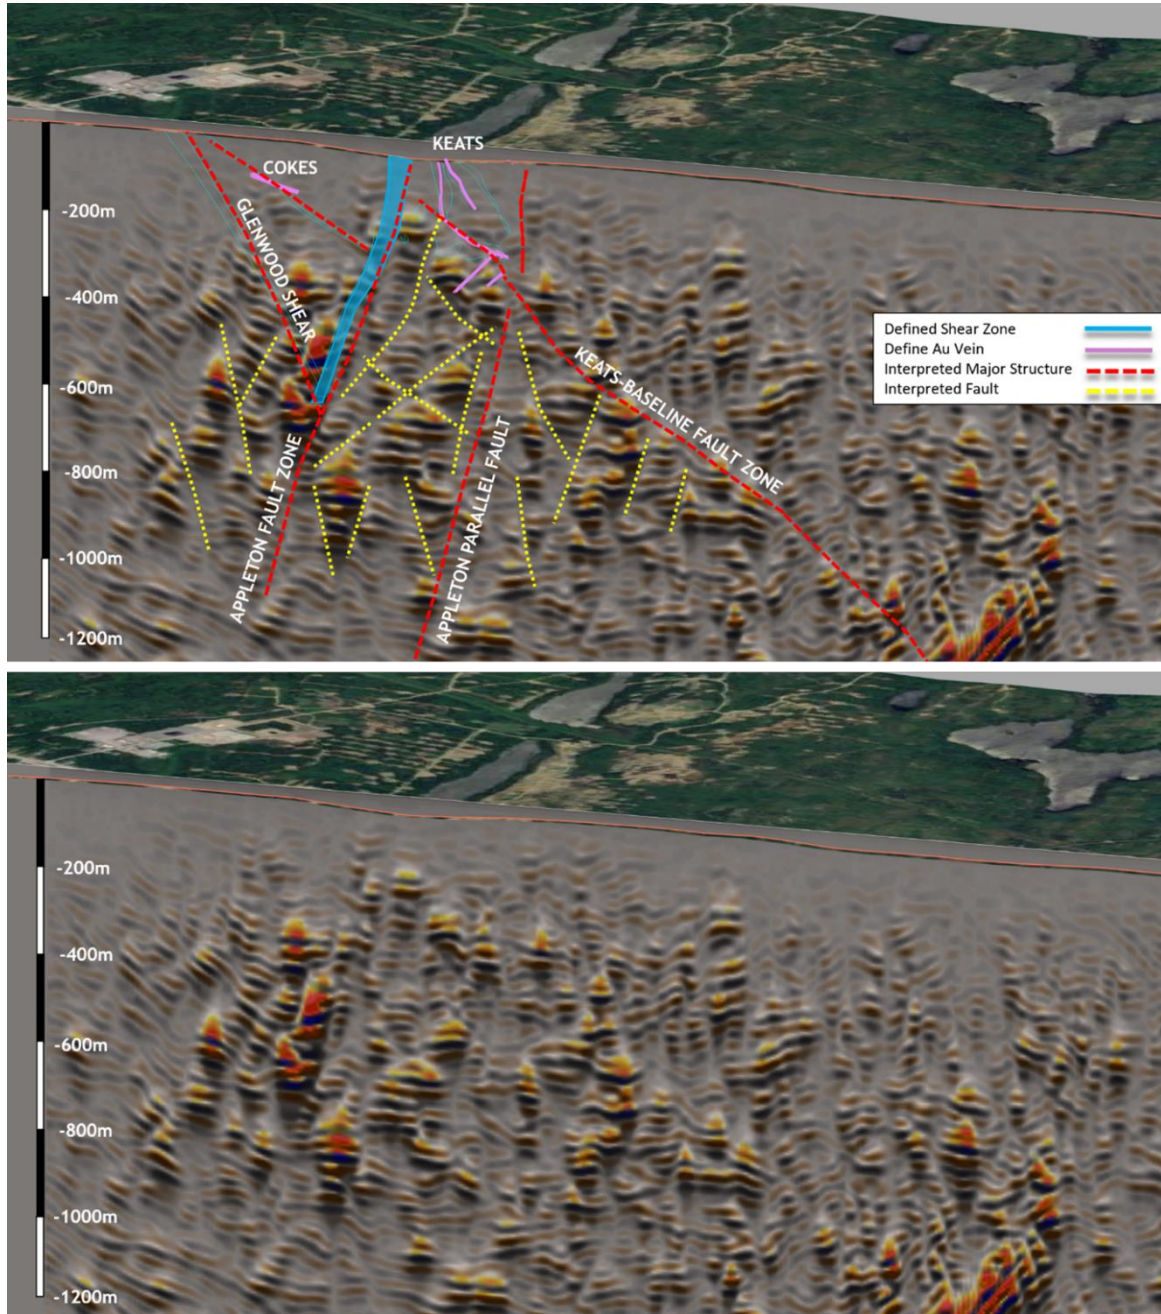 KEATS
COKES
-200m
GLENWOOD SHEAR
-400m
Defined Shear Zone
Define Au Vein
Interpreted Major Structure
Interpreted Fault
-600m
KEATS-BASELINE FAULT ZONE
-800m
APPLETON FAULT ZONE
APPLETON PARALLEL FAULT
-1000m
-1200m
-200m
-400m
-600m
-800m
-1000m
-1200m